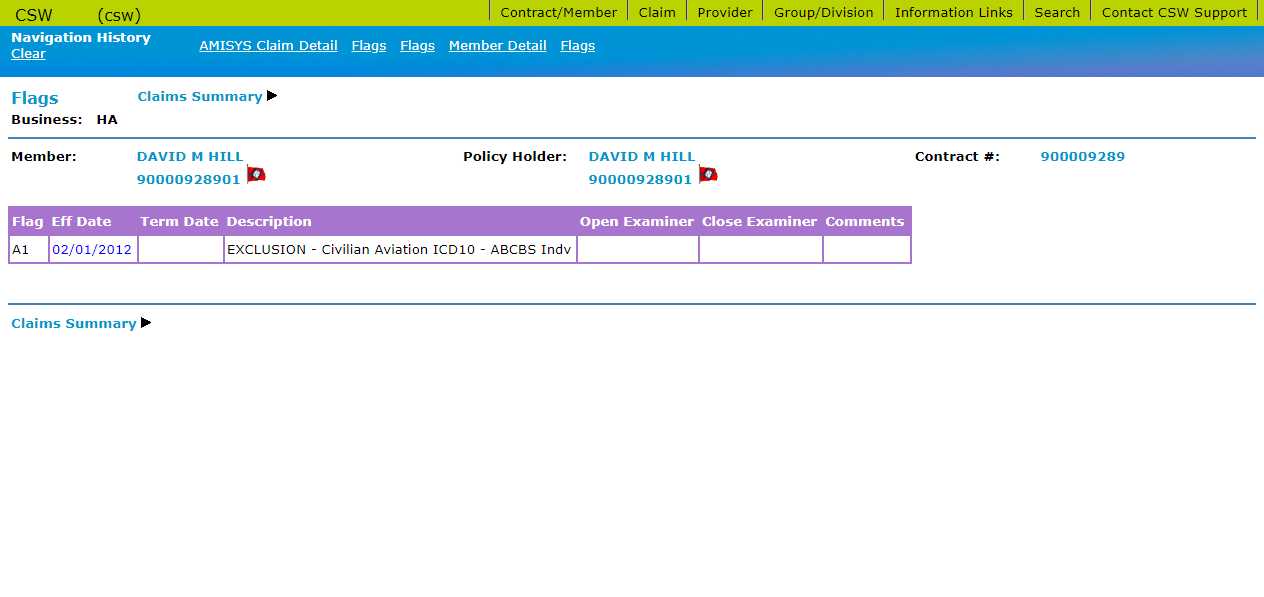 CSW (csw) Contract/Member Claim Provider Group/Division Information Links Search Contact CSW Support
Navigation History
Clear
AMISYS Claim Detail Flags Flags Member Detail Flags
Flags Claims Summary
Business: HA
Member: DAVID M HILL Policy Holder: DAVID M HILL Contract #: 900009289
90000928901 90000928901
Flag Eff Date Term Date Description Open Examiner Close Examiner Comments
A1 02/01/2012 EXCLUSION - Civilian Aviation ICD10 - ABCBS Indv
Claims Summary